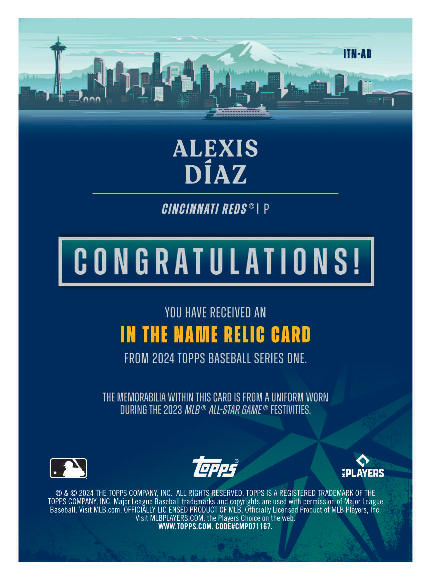 ITN-AD
ALEXIS
DÍAZ
CINCINNATI REDS® | P
CONGRATULATIONS!
YOU HAVE RECEIVED AN
IN THE NAME RELIC CARD
FROM 2024 TOPPS BASEBALL SERIES ONE.
THE MEMORABILIA WITHIN THIS CARD IS FROM A UNIFORM WORN
DURING THE 2023 MLB® ALL-STAR GAME® FESTIVITIES.
Topps®
MLB PLAYERS
® & © 2024 THE TOPPS COMPANY, INC. ALL RIGHTS RESERVED. TOPPS IS A REGISTERED TRADEMARK OF THE
TOPPS COMPANY, INC. Major League Baseball trademarks and copyrights are used with permission of Major League
Baseball. Visit MLB.com. OFFICIALLY LICENSED PRODUCT OF MLB. Officially Licensed Product of MLB Players, Inc.
Visit MLBPLAYERS.COM, the Players Choice on the web.
WWW.TOPPS.COM. CODE#CMP071167.